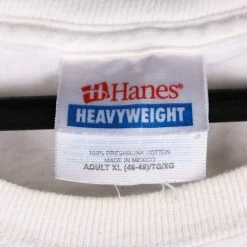 Hanes®
HEAVYWEIGHT
100% PRESHRUNK COTTON
MADE IN MEXICO
ADULT XL (46-48)/TG/XG